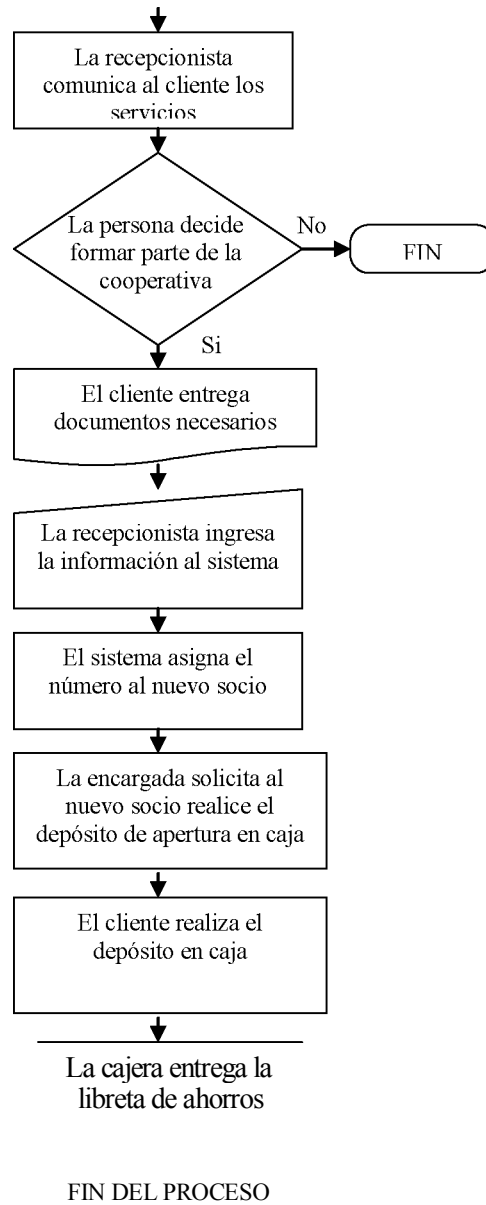 La recepcionista
comunica al cliente los
servicios
La persona decide
formar parte de la
cooperativa
No
FIN
Si
El cliente entrega
documentos necesarios
La recepcionista ingresa
la información al sistema
El sistema asigna el
número al nuevo socio
La encargada solicita al
nuevo socio realice el
depósito de apertura en caja
El cliente realiza el
depósito en caja
La cajera entrega la
libreta de ahorros
FIN DEL PROCESO